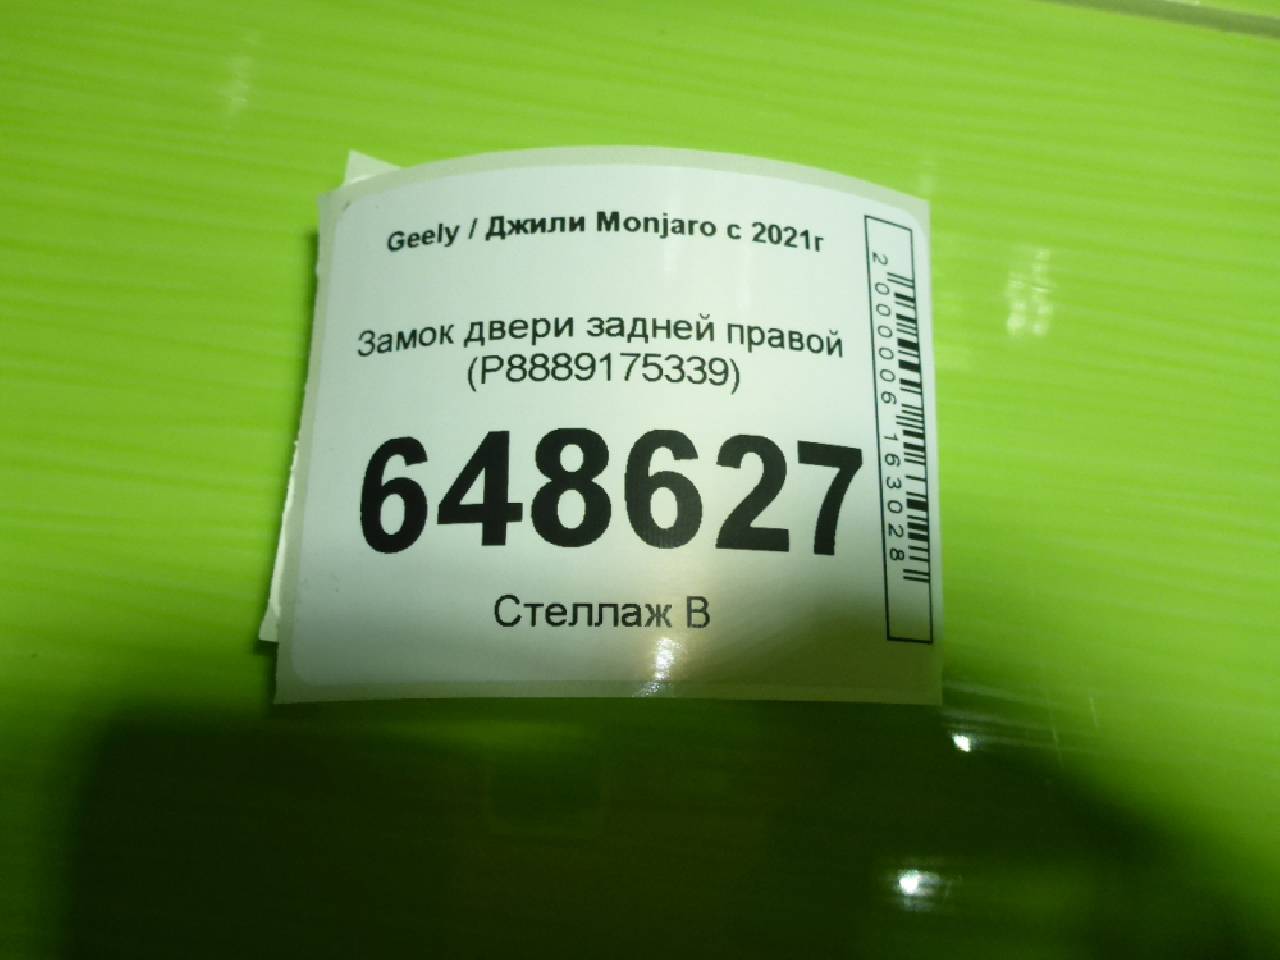 Geely / Джили Monjaro с 2021г
Замок двери задней правой
(P8889175339)
648627
Стеллаж В
2000006163028